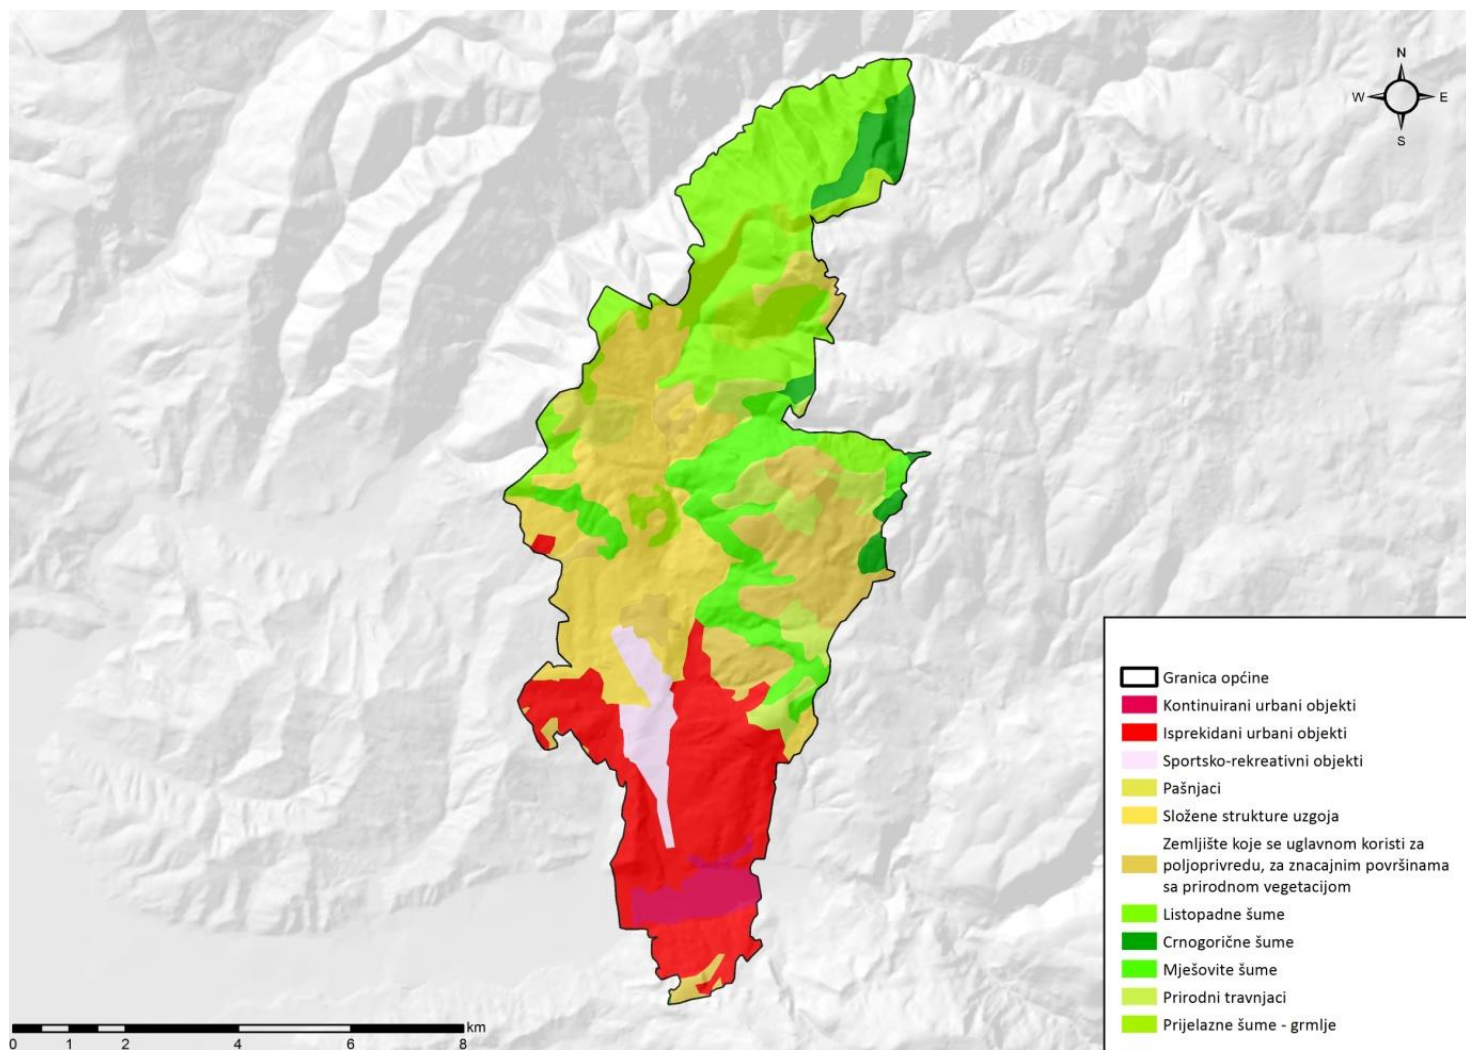 N
W E
S
Granica općine
Kontinuirani urbani objekti
Isprekidani urbani objekti
Sportsko-rekreativni objekti
Pašnjaci
Složene strukture uzgoja
Zemljište koje se uglavnom koristi za
poljoprivredu, za znacajnim površinama
sa prirodnom vegetacijom
Listopadne šume
Crnogorične šume
Mješovite šume
Prirodni travnjaci
Prijelazne šume - grmlje
km
0 1 2 4 6 8